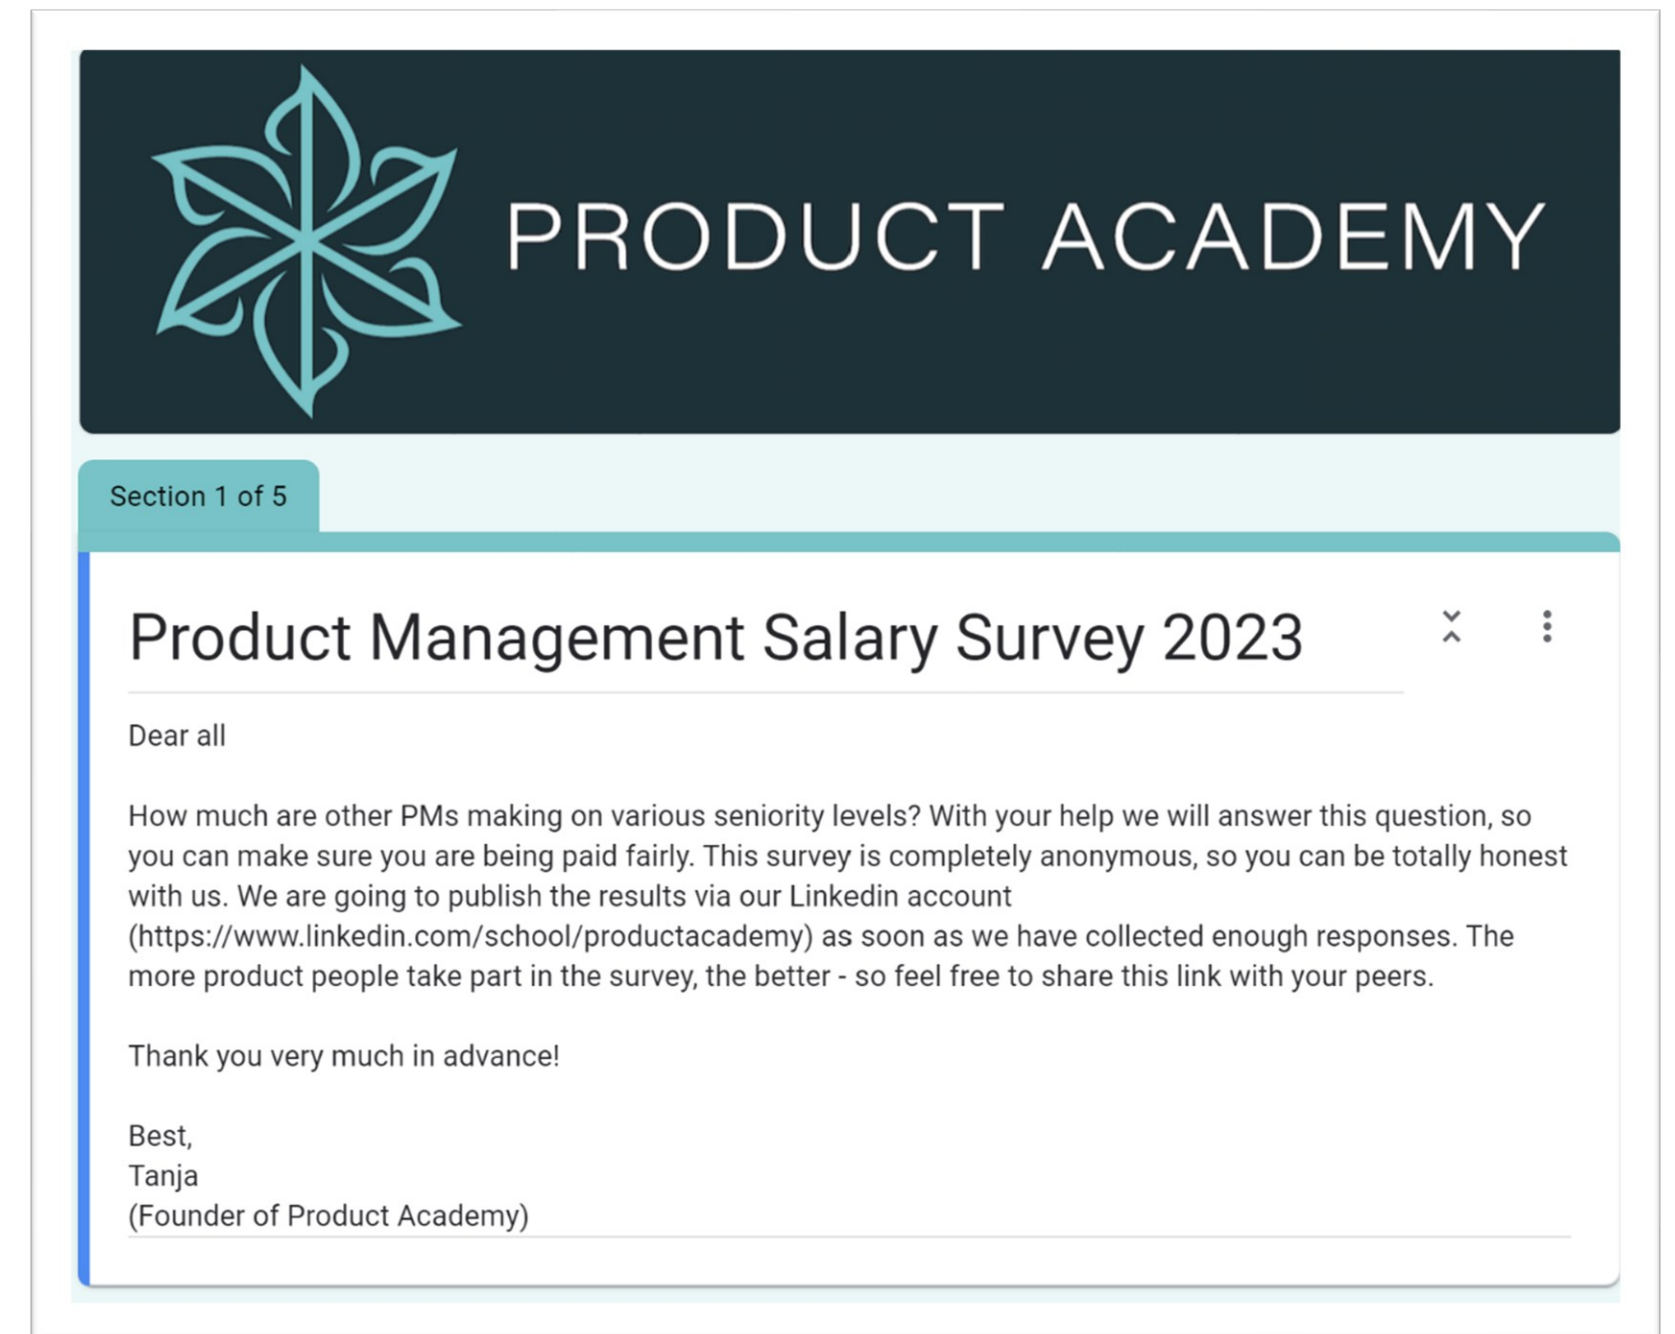 PRODUCT ACADEMY
Section 1 of 5
Product Management Salary Survey 2023
Dear all
How much are other PMs making on various seniority levels? With your help we will answer this question, so
you can make sure you are being paid fairly. This survey is completely anonymous, so you can be totally honest
with us. We are going to publish the results via our Linkedin account
(https://www.linkedin.com/school/productacademy) as soon as we have collected enough responses. The
more product people take part in the survey, the better - so feel free to share this link with your peers.
Thank you very much in advance!
Best,
Tanja
(Founder of Product Academy)